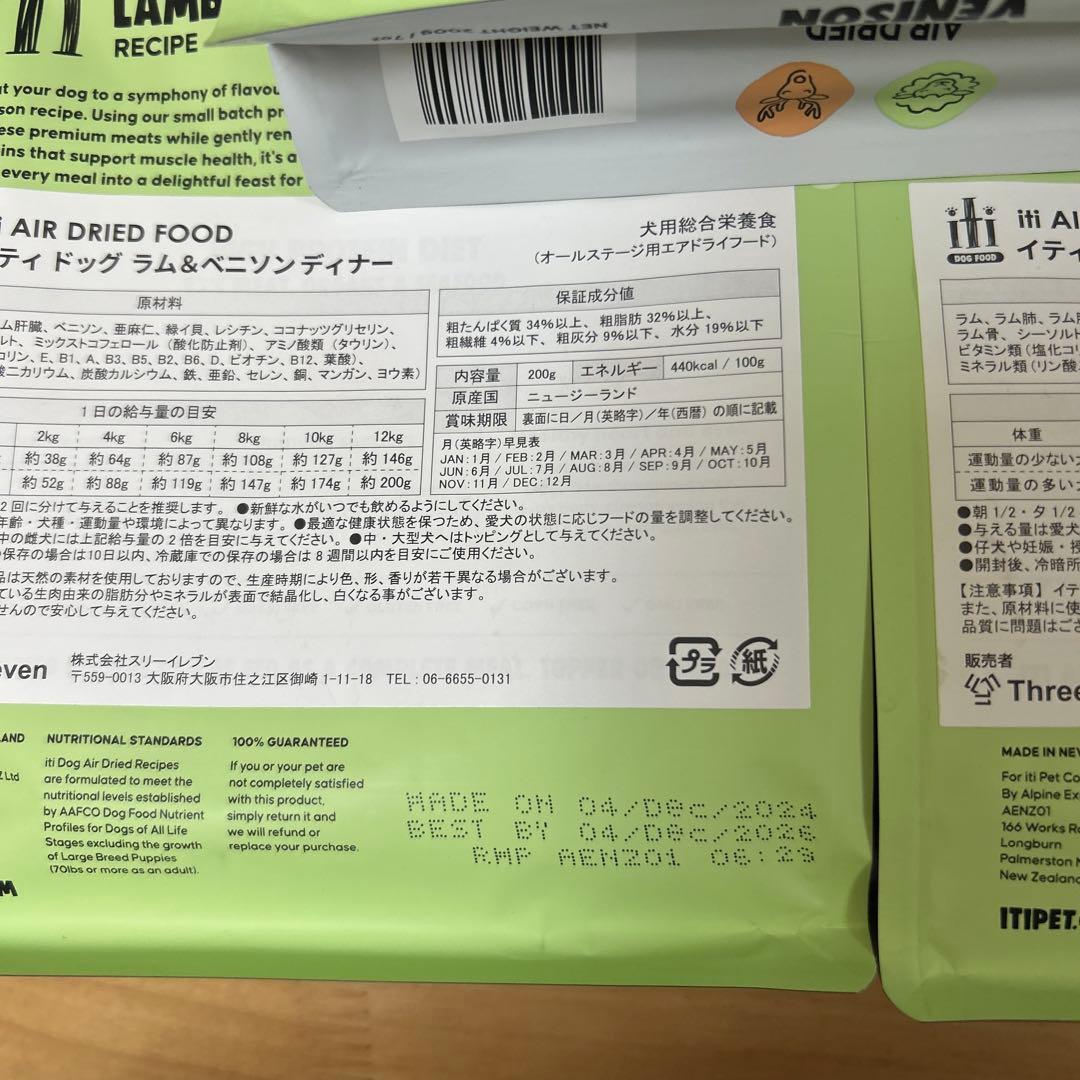 iti
LAMB
RECIPE
at your dog to a symphony of flavou
son recipe. Using our small batch pr
ese premium meats while gently ren
ins that support muscle health, it's a
every meal into a delightful feast for
NET WEIGHT 200g / 7oz
AIR DRIED
VENISON
i AIR DRIED FOOD
ティ ドッグ ラム&ベニソンディナー
犬用総合栄養食
(オールステージ用エアドライフード)
原材料
ム肝臓、ベニソン、亜麻仁、緑イ貝、レシチン、ココナッツグリセリン、
ルト、ミックストコフェロール(酸化防止剤)、アミノ酸類(タウリン)、
コリン、E、B1、A、B3、B5、B2、B6、D、ビオチン、B12、葉酸)、
酸ニカリウム、炭酸カルシウム、鉄、亜鉛、セレン、銅、マンガン、ヨウ素)
保証成分値
粗たんぱく質 34%以上、粗脂肪 32%以上、
粗繊維 4%以下、粗灰分 9%以下、水分 19%以下
内容量 200g エネルギー 440kcal / 100g
原産国 ニュージーランド
賞味期限 裏面に日/月(英略字)/年(西暦)の順に記載
月(英略字)早見表
JAN:1月 / FEB:2月 / MAR:3月 / APR:4月 / MAY:5月
JUN:6月 / JUL:7月 / AUG:8月 / SEP:9月 / OCT:10月
NOV:11月 / DEC:12月
1日の給与量の目安
2kg 4kg 6kg 8kg 10kg 12kg
約 38g 約 64g 約 87g 約 108g 約 127g 約 146g
約 52g 約 88g 約 119g 約 147g 約 174g 約 200g
2回に分けて与えることを推奨します。 ●新鮮な水がいつでも飲めるようにしてください。
年齢・犬種・運動量や環境によって異なります。●最適な健康状態を保つため、愛犬の状態に応じフードの量を調整してください。
中の雌犬には上記給与量の 2 倍を目安に与えてください。●中・大型犬へはトッピングとして与えてください。
保存の場合は10日以内、冷蔵庫での保存の場合は 8 週間以内を目安にご使用ください。
品は天然の素材を使用しておりますので、生産時期により色、形、香りが若干異なる場合がございます。
ている生肉由来の脂肪分やミネラルが表面で結晶化し、白くなる事がございます。
せんので安心して与えてください。
even
株式会社スリーイレブン
〒559-0013 大阪府大阪市住之江区御崎 1-11-18 TEL : 06-6655-0131
プラ
紙
LAND
Z Ltd
NUTRITIONAL STANDARDS
iti Dog Air Dried Recipes
are formulated to meet the
nutritional levels established
by AAFCO Dog Food Nutrient
Profiles for Dogs of All Life
Stages excluding the growth
of Large Breed Puppies
(70lbs or more as an adult).
100% GUARANTEED
If you or your pet are
not completely satisfied
with this product,
simply return it and
we will refund or
replace your purchase.
MADE ON 04/Dec/2024
BEST BY 04/Dec/2026
RMP AENZ01 06:29
M
iti
DOG FOOD
iti AI
イティ
ラム、ラム肺、ラム
ラム骨、シーソルト
ビタミン類(塩化コリ
ミネラル類(リン酸
体重
運動量の少ない
運動量の多い
●朝 1/2・夕 1/2
●与える量は愛犬
●仔犬や妊娠・授
●開封後、冷暗所
【注意事項】イテ
また、原材料に使
品質に問題はござ
販売者
Three
MADE IN NEW
For iti Pet Co
By Alpine Ex
AENZ01
166 Works Ro
Longburn
Palmerston N
New Zealand
ITIPET.